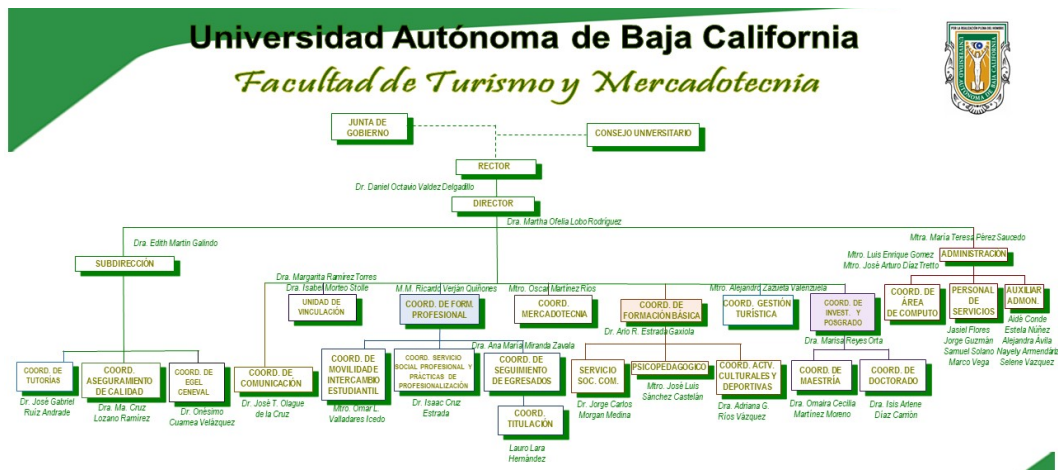 Universidad Autónoma de Baja California
Facultad de Turismo y Mercadotecnia
JUNTA DE
GOBIERNO
CONSEJO UNIVERSITARIO
RECTOR
Dr. Daniel Octavio Valdez Delgadillo
DIRECTOR
Dra. Martha Ofelia Lobo Rodríguez
Dra. Edith Martin Galindo
SUBDIRECCIÓN
Mtra. María Teresa Pérez Saucedo
Mtro. Luis Enrique Gomez
Mtro. José Arturo Díaz Tretto
ADMINISTRACION
Dra. Margarita Ramírez Torres
Dra. Isabel Morteo Stolle
UNIDAD DE
VINCULACIÓN
M.M. Ricardo Verján Quiñones
COORD. DE FORM.
PROFESIONAL
Mtro. Oscar Martínez Ríos
COORD.
MERCADOTECNIA
COORD. DE
FORMACIÓN BÁSICA
Dr. Ario R. Estrada Gaxiola
Mtro. Alejandro Zazueta Valenzuela
COORD. GESTIÓN
TURÍSTICA
COORD. DE
INVEST. Y
POSGRADO
Dra. Marisa Reyes Orta
COORD. DE
ÁREA
DE COMPUTO
PERSONAL
DE
SERVICIOS
Jasiel Flores
Jorge Guzmán
Samuel Solano
Marco Vega
AUXILIAR
ADMON.
Aidé Conde
Estela Núñez
Alejandra Ávila
Nayely Armendáriz
Selene Vazquez
COORD. DE
TUTORÍAS
Dr. José Gabriel
Ruíz Andrade
COORD.
ASEGURAMIENTO
DE CALIDAD
Dra. Ma. Cruz
Lozano Ramírez
COORD. DE
EGEL
CENEVAL
Dr. Onésimo
Cuamea Velázquez
COORD. DE
COMUNICACIÓN
Dr. José T. Olague
de la Cruz
COORD. DE
MOVILIDAD E
INTERCAMBIO
ESTUDIANTIL
Mtro. Omar L.
Valladares Icedo
COORD. SERVICIO
SOCIAL PROFESIONAL Y
PRÁCTICAS DE
PROFESIONALIZACIÓN
Dr. Isaac Cruz
Estrada
Dra. Ana María Miranda Zavala
COORD. DE
SEGUIMIENTO
DE EGRESADOS
COORD.
TITULACIÓN
Lauro Lara
Hernández
SERVICIO
SOC. COM.
Dr. Jorge Carlos
Morgan Medina
PSICOPEDAGOGICO
Mtro. José Luis
Sánchez Castelán
COORD. ACTV.
CULTURALES Y
DEPORTIVAS
Dra. Adriana G.
Ríos Vázquez
COORD. DE
MAESTRÍA
Dra. Omaira Cecilia
Martínez Moreno
COORD. DE
DOCTORADO
Dra. Isis Arlene
Díaz Carrión